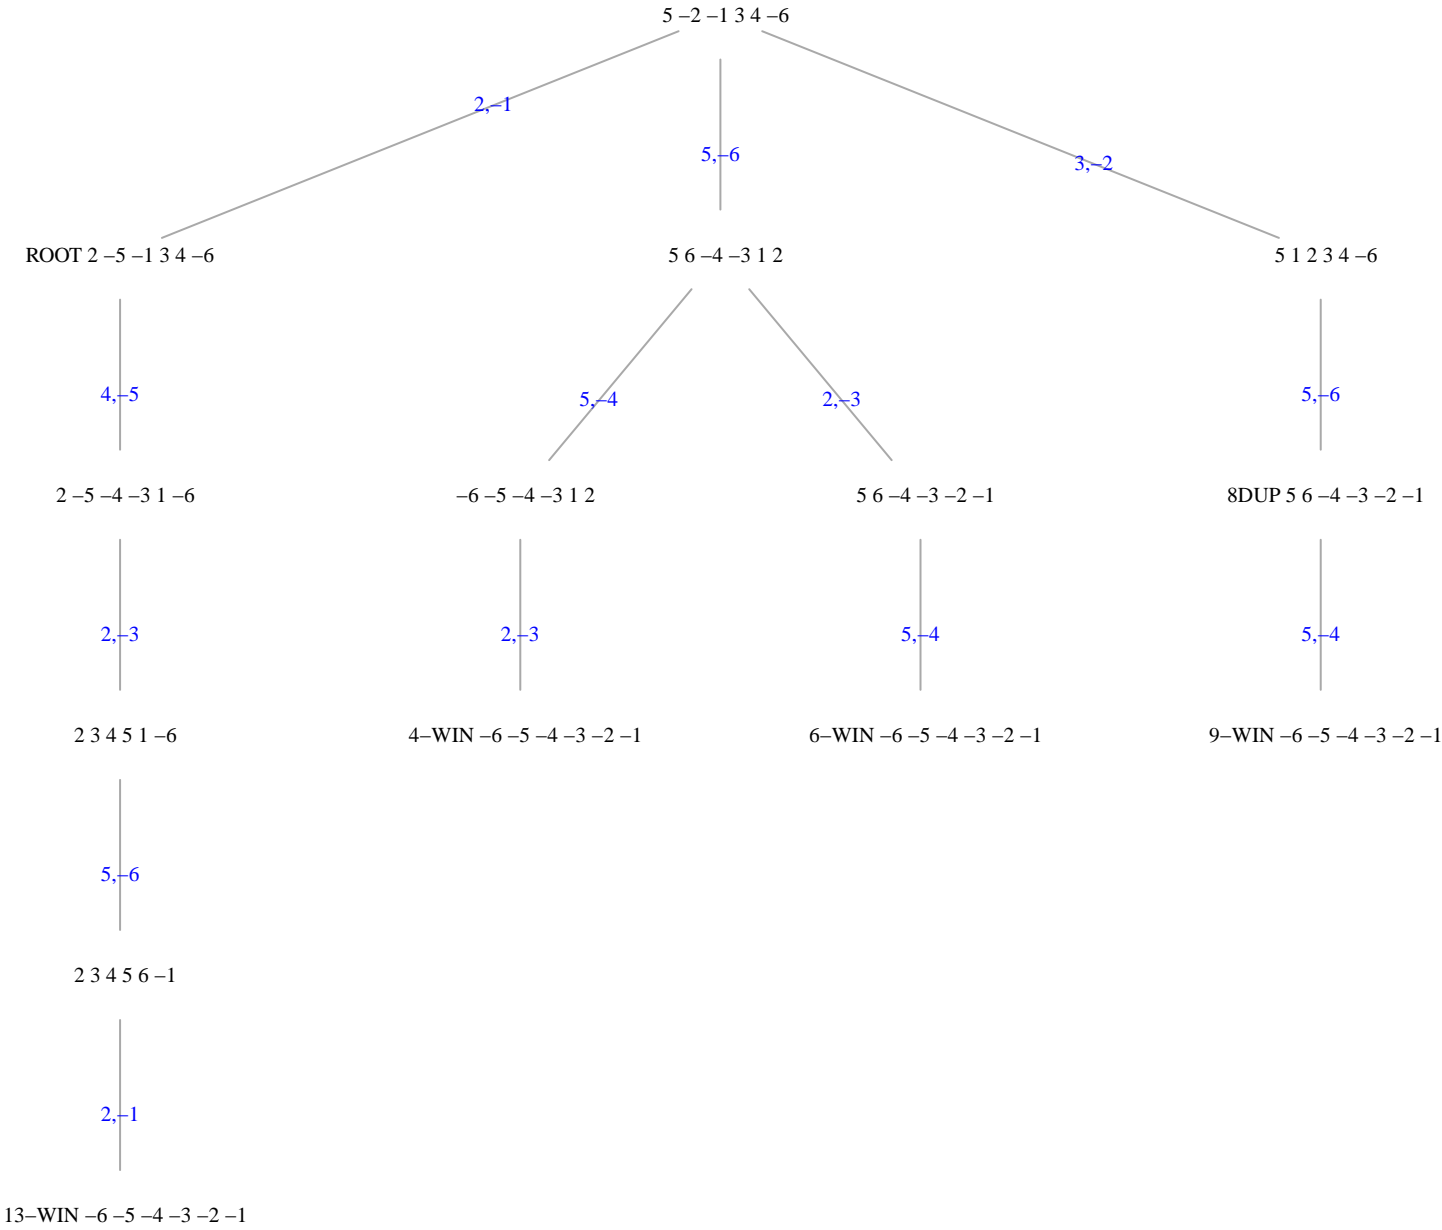 5 –2 –1 3 4 –6
2,–1
5,–6
3,–2
ROOT 2 –5 –1 3 4 –6
5 6 –4 –3 1 2
5 1 2 3 4 –6
4,–5
5,–4
2,–3
5,–6
2 –5 –4 –3 1 –6
–6 –5 –4 –3 1 2
5 6 –4 –3 –2 –1
8DUP 5 6 –4 –3 –2 –1
2,–3
2,–3
5,–4
5,–4
2 3 4 5 1 –6
4–WIN –6 –5 –4 –3 –2 –1
6–WIN –6 –5 –4 –3 –2 –1
9–WIN –6 –5 –4 –3 –2 –1
5,–6
2 3 4 5 6 –1
2,–1
13–WIN –6 –5 –4 –3 –2 –1